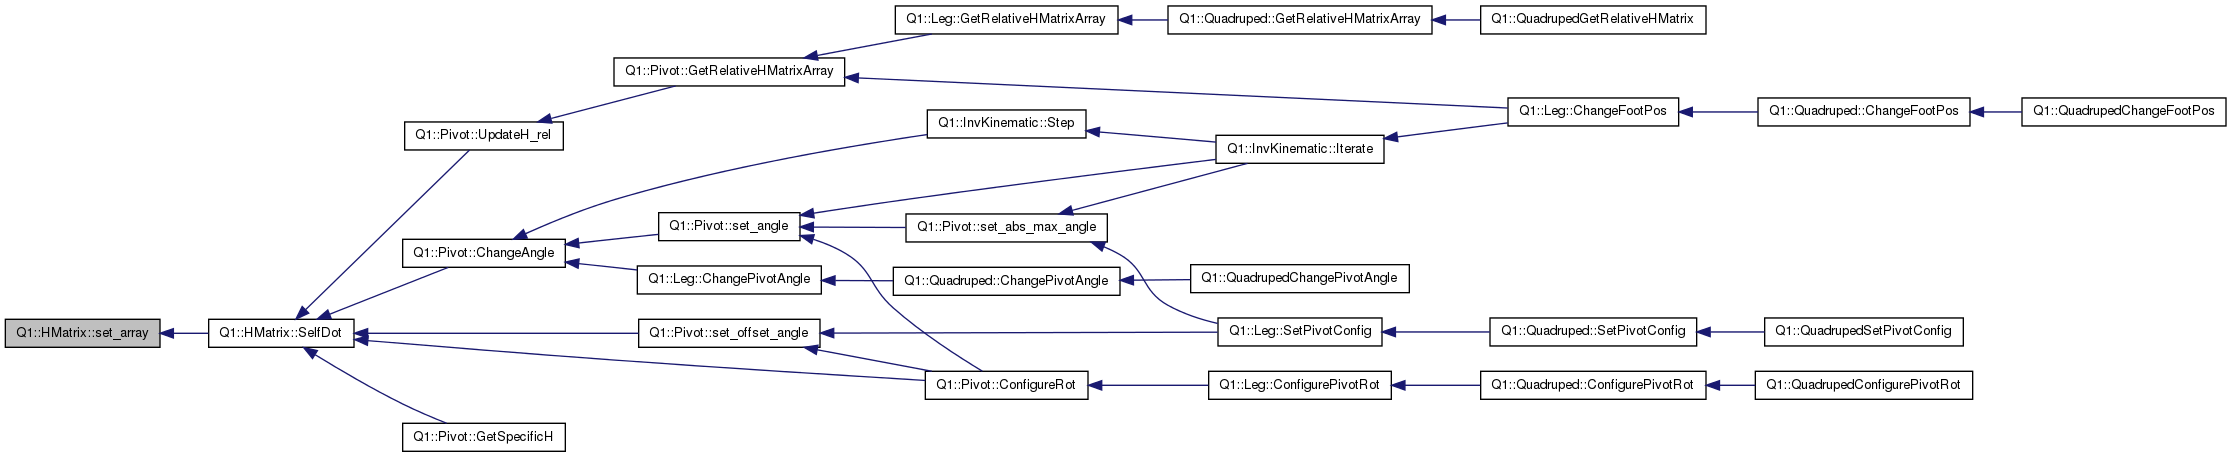 Q1::Leg::GetRelativeHMatrixArray
Q1::Quadruped::GetRelativeHMatrixArray
Q1::QuadrupedGetRelativeHMatrix
Q1::Pivot::GetRelativeHMatrixArray
Q1::Leg::ChangeFootPos
Q1::Quadruped::ChangeFootPos
Q1::QuadrupedChangeFootPos
Q1::InvKinematic::Step
Q1::Pivot::UpdateH_rel
Q1::InvKinematic::Iterate
Q1::Pivot::set_angle
Q1::Pivot::set_abs_max_angle
Q1::Pivot::ChangeAngle
Q1::Leg::ChangePivotAngle
Q1::Quadruped::ChangePivotAngle
Q1::QuadrupedChangePivotAngle
Q1::HMatrix::set_array
Q1::HMatrix::SelfDot
Q1::Pivot::set_offset_angle
Q1::Leg::SetPivotConfig
Q1::Quadruped::SetPivotConfig
Q1::QuadrupedSetPivotConfig
Q1::Pivot::ConfigureRot
Q1::Leg::ConfigurePivotRot
Q1::Quadruped::ConfigurePivotRot
Q1::QuadrupedConfigurePivotRot
Q1::Pivot::GetSpecificH